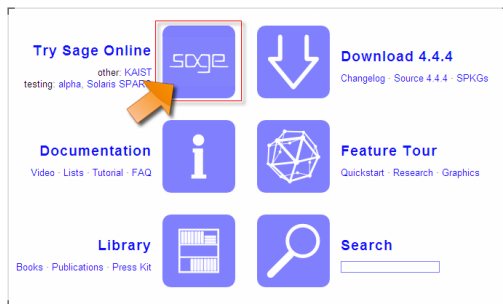 Try Sage Online
other: KAIST
testing: alpha, Solaris SPARC
sage
Download 4.4.4
Changelog · Source 4.4.4 · SPKGs
Documentation
Video · Lists · Tutorial · FAQ
Feature Tour
Quickstart · Research · Graphics
Library
Books · Publications · Press Kit
Search